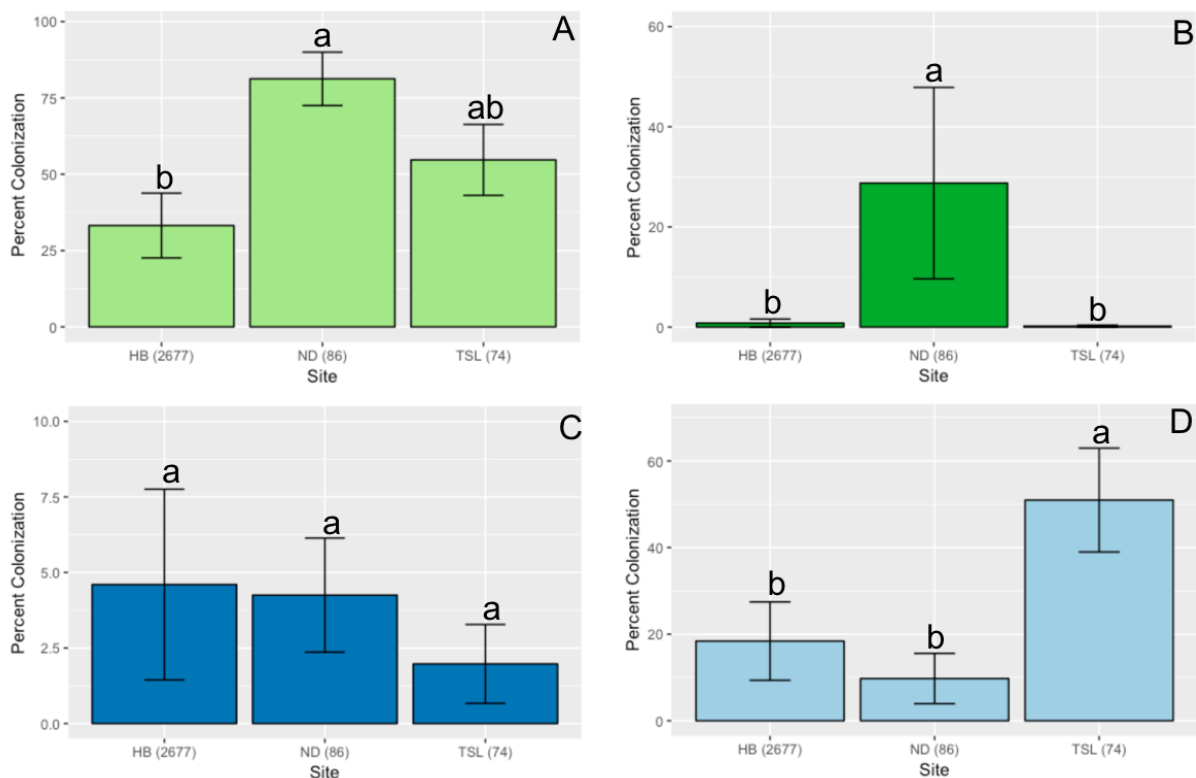 A
Percent Colonization
100
75
50
25
0
b
a
ab
HB (2677) ND (86) TSL (74)
Site
B
Percent Colonization
60
40
20
0
b
a
b
HB (2677) ND (86) TSL (74)
Site
C
Percent Colonization
10.0
7.5
5.0
2.5
0.0
a
a
a
HB (2677) ND (86) TSL (74)
Site
D
Percent Colonization
60
40
20
0
b
b
a
HB (2677) ND (86) TSL (74)
Site